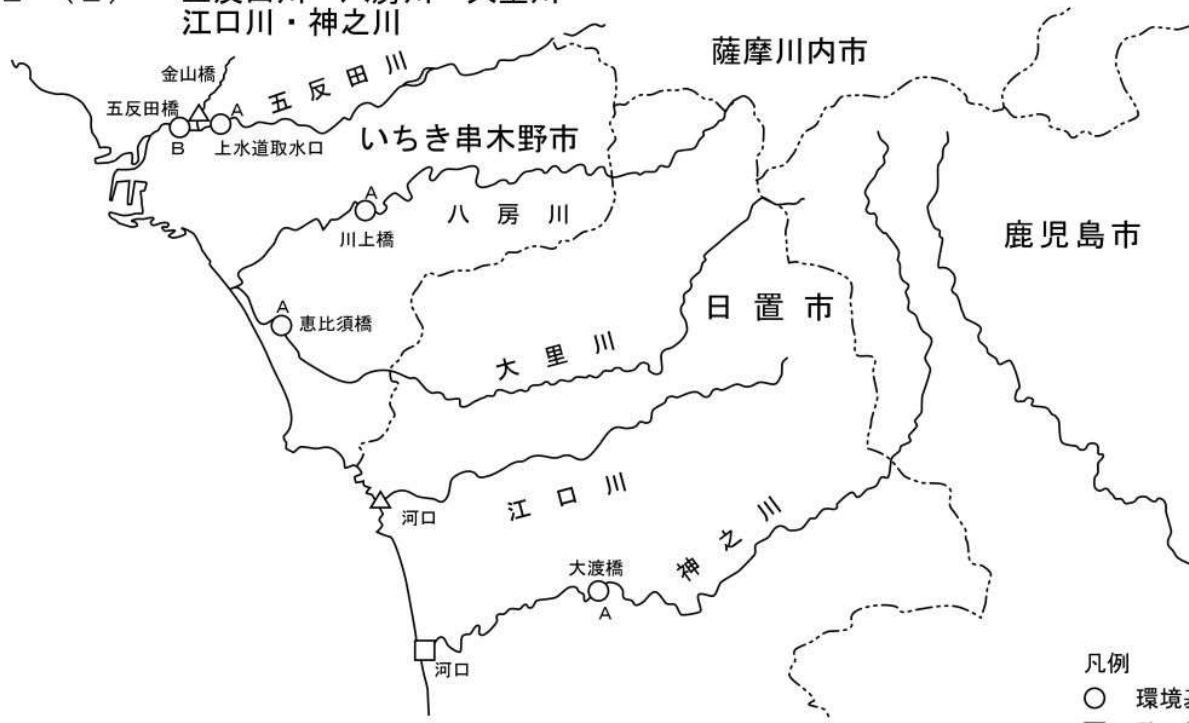 江口川・神之川
薩摩川内市
金山橋
五反田川
五反田橋
A
B
上水道取水口
いちき串木野市
A
八房川
川上橋
鹿児島市
A
恵比須橋
日置市
大里川
江口川
河口
神之川
大渡橋
A
河口
凡例
○ 環境